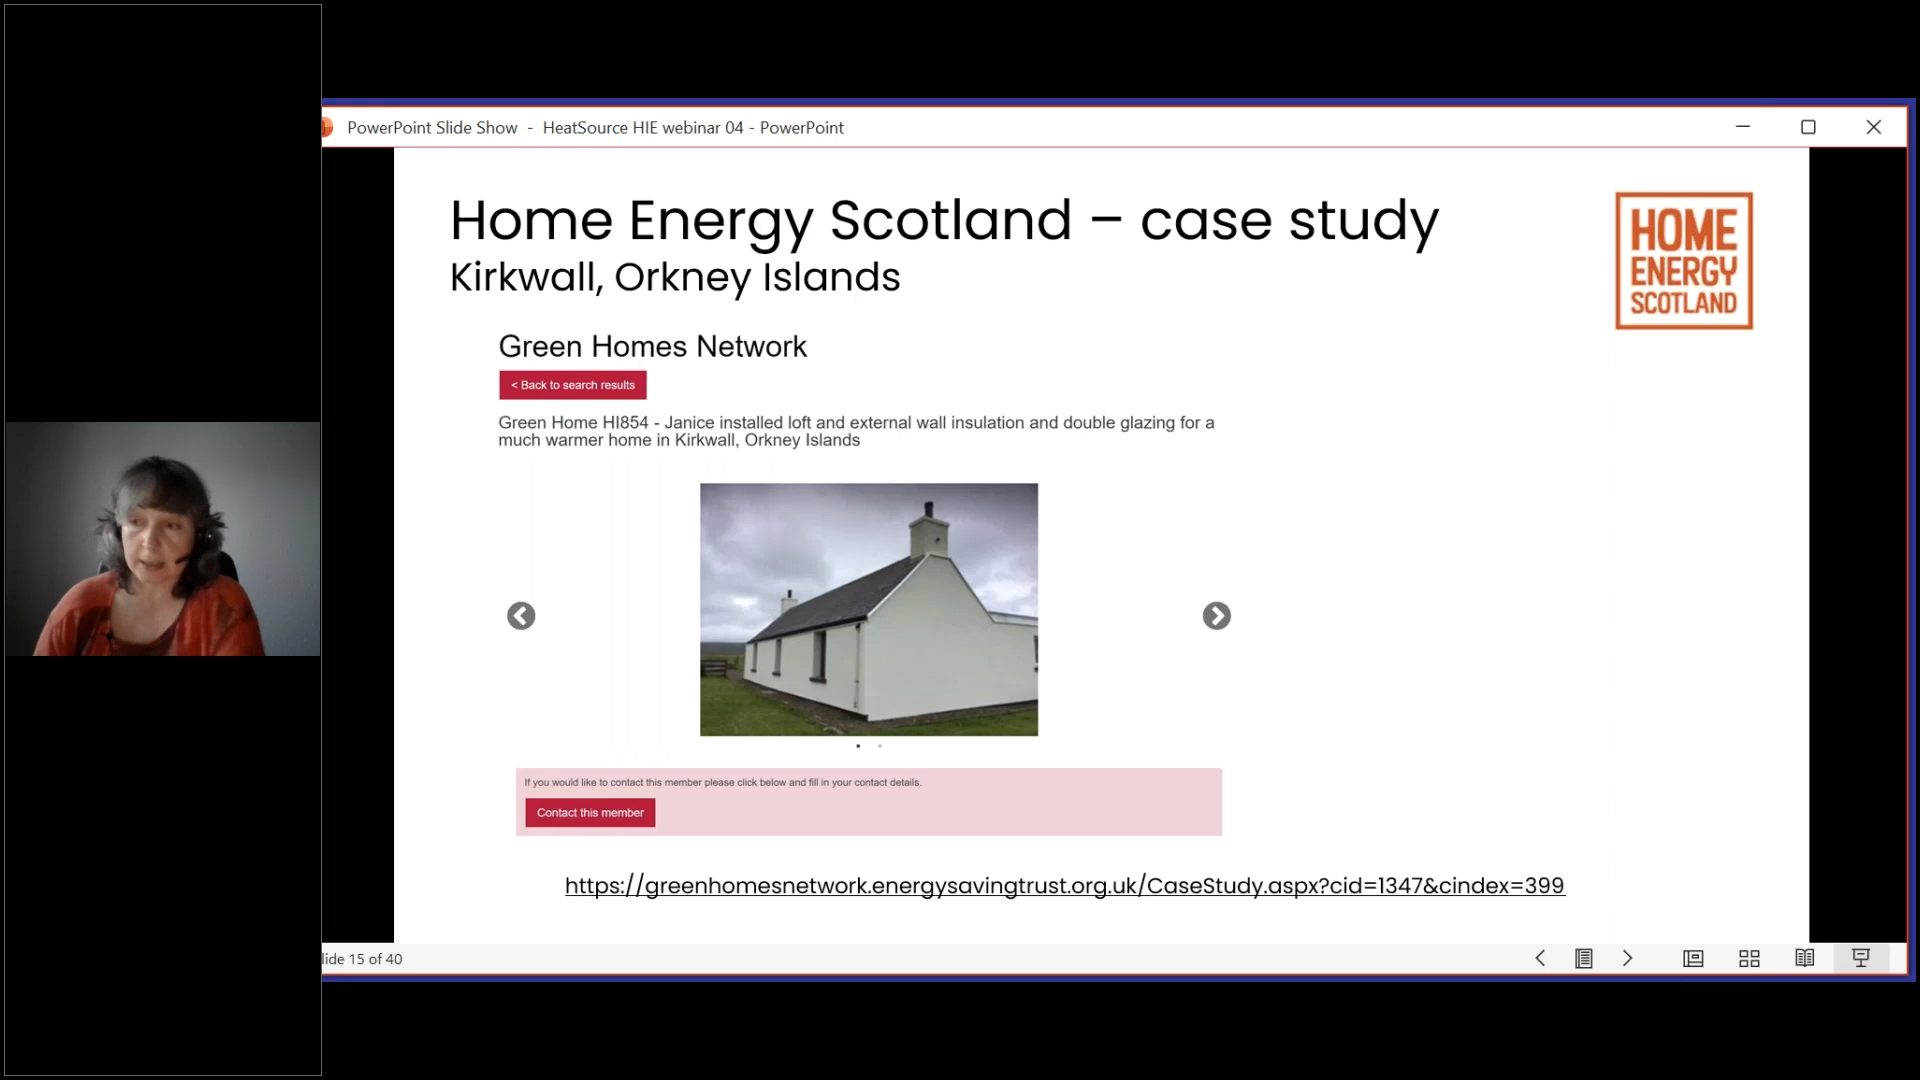 PowerPoint Slide Show - HeatSource HIE webinar 04 - PowerPoint
Home Energy Scotland – case study
Kirkwall, Orkney Islands
HOME
ENERGY
SCOTLAND
Green Homes Network
< Back to search results
Green Home HI854 - Janice installed loft and external wall insulation and double glazing for a
much warmer home in Kirkwall, Orkney Islands
If you would like to contact this member please click below and fill in your contact details.
Contact this member
https://greenhomesnetwork.energysavingtrust.org.uk/CaseStudy.aspx?cid=1347&cindex=399
lide 15 of 40